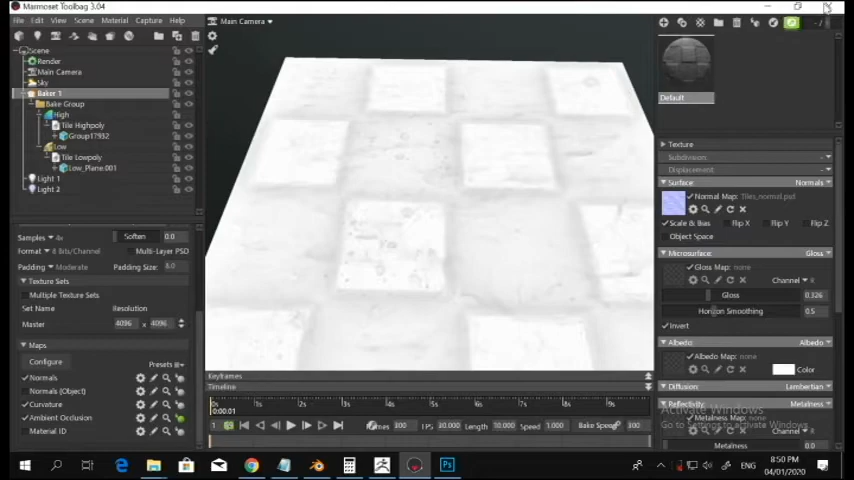 Marmoset Toolbag 3.04
File Edit View Scene Material Capture Help
Main Camera
Scene
Render
Main Camera
Sky
Baker 1
Bake Group
High
Tile Highpoly
Low
Tile Lowpoly
Low_Plane.001
Light 1
Light 2
Samples 4x Soften 0.0
Format 8 Bits/Channel Multi-Layer PSD
Padding Moderate Padding Size: 8.0
Texture Sets
Multiple Texture Sets
Set Name Resolution
Master 4096 x 4096
Maps
Configure Presets
Normals
Normals (Object)
Curvature
Ambient Occlusion
Material ID
Keyframes
Timeline
0s 1s 2s 3s 4s 5s 6s 7s 8s 9s
0:00.01
1 Frames 300 FPS 30.000 Length 10.000 Speed 1.000 Bake Speed 300
Default
Texture
Subdivision:
Displacement:
Surface: Normals
Normal Map: Tiles_normal.psd
Scale & Bias Flip X Flip Y Flip Z
Object Space
Microsurface: Gloss
Gloss Map: none
Channel R
Gloss 0.326
Horizon Smoothing 0.5
Invert
Albedo: Albedo
Albedo Map: none
Color
Diffusion: Lambertian
Reflectivity: Metalness
Metalness Map: none
Channel R
Metalness 0.0
Activate Windows
Go to Settings to activate Windows.
ENG
8:50 PM
04/01/2020